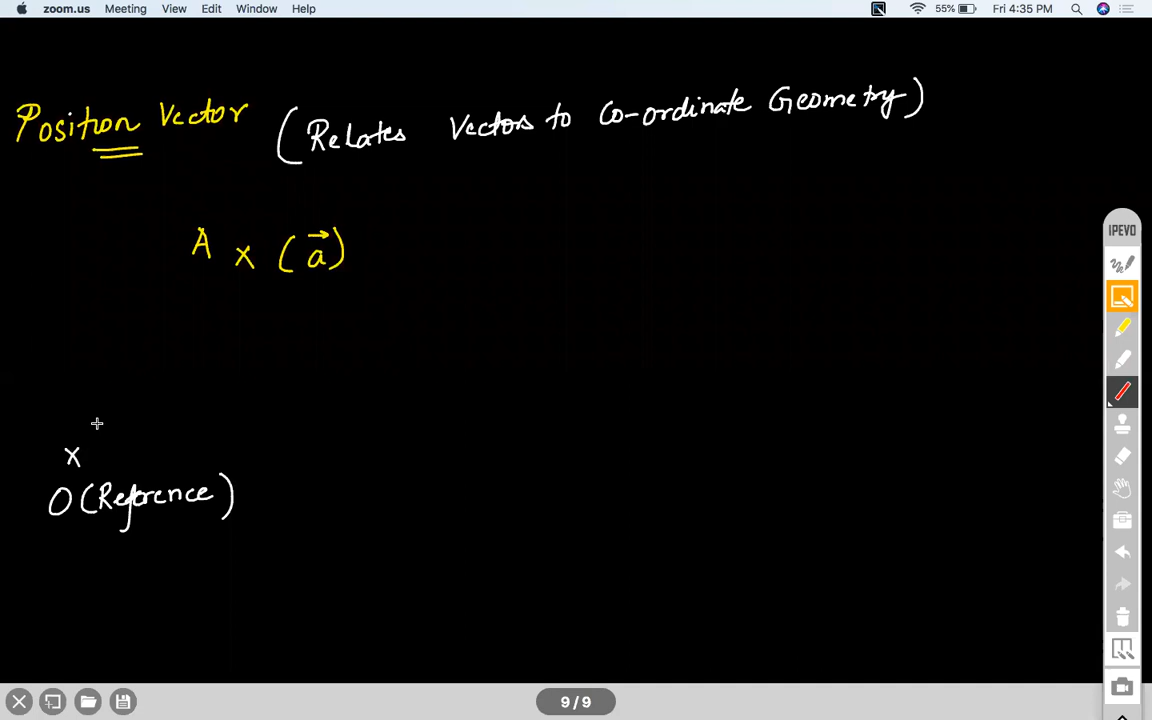 zoom.us Meeting View Edit Window Help 55% Fri 4:35 PM
Position Vector (Relates Vectors to Co-ordinate Geometry)
IPEVO
A × (a⃗)
×
O (Reference)
9 / 9